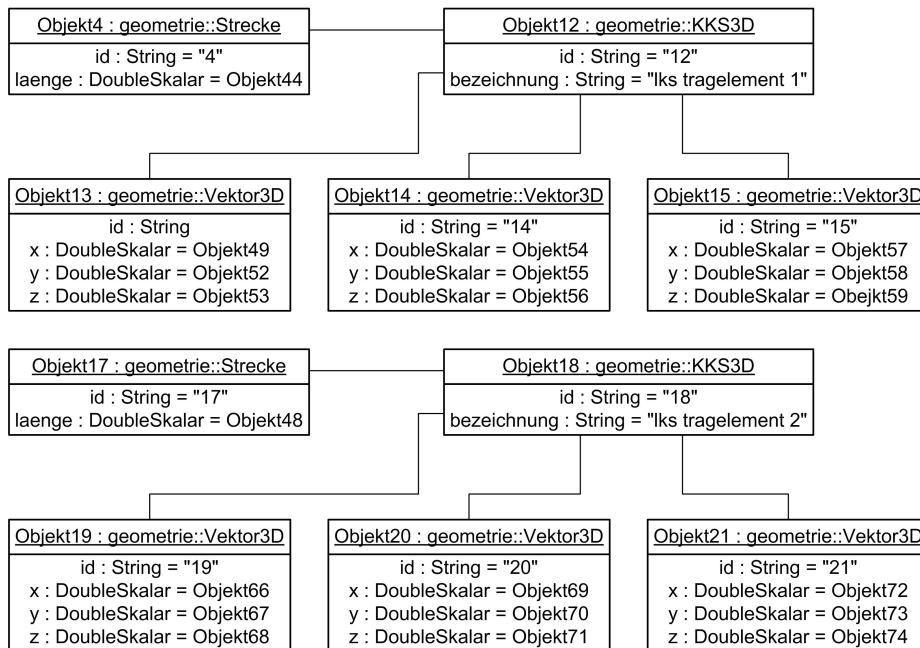 Objekt4 : geometrie::Strecke
id : String = "4"
laenge : DoubleSkalar = Objekt44
Objekt12 : geometrie::KKS3D
id : String = "12"
bezeichnung : String = "lks tragelement 1"
Objekt13 : geometrie::Vektor3D
id : String
x : DoubleSkalar = Objekt49
y : DoubleSkalar = Objekt52
z : DoubleSkalar = Objekt53
Objekt14 : geometrie::Vektor3D
id : String = "14"
x : DoubleSkalar = Objekt54
y : DoubleSkalar = Objekt55
z : DoubleSkalar = Objekt56
Objekt15 : geometrie::Vektor3D
id : String = "15"
x : DoubleSkalar = Objekt57
y : DoubleSkalar = Objekt58
z : DoubleSkalar = Obejkt59
Objekt17 : geometrie::Strecke
id : String = "17"
laenge : DoubleSkalar = Objekt48
Objekt18 : geometrie::KKS3D
id : String = "18"
bezeichnung : String = "lks tragelement 2"
Objekt19 : geometrie::Vektor3D
id : String = "19"
x : DoubleSkalar = Objekt66
y : DoubleSkalar = Objekt67
z : DoubleSkalar = Objekt68
Objekt20 : geometrie::Vektor3D
id : String = "20"
x : DoubleSkalar = Objekt69
y : DoubleSkalar = Objekt70
z : DoubleSkalar = Objekt71
Objekt21 : geometrie::Vektor3D
id : String = "21"
x : DoubleSkalar = Objekt72
y : DoubleSkalar = Objekt73
z : DoubleSkalar = Objekt74